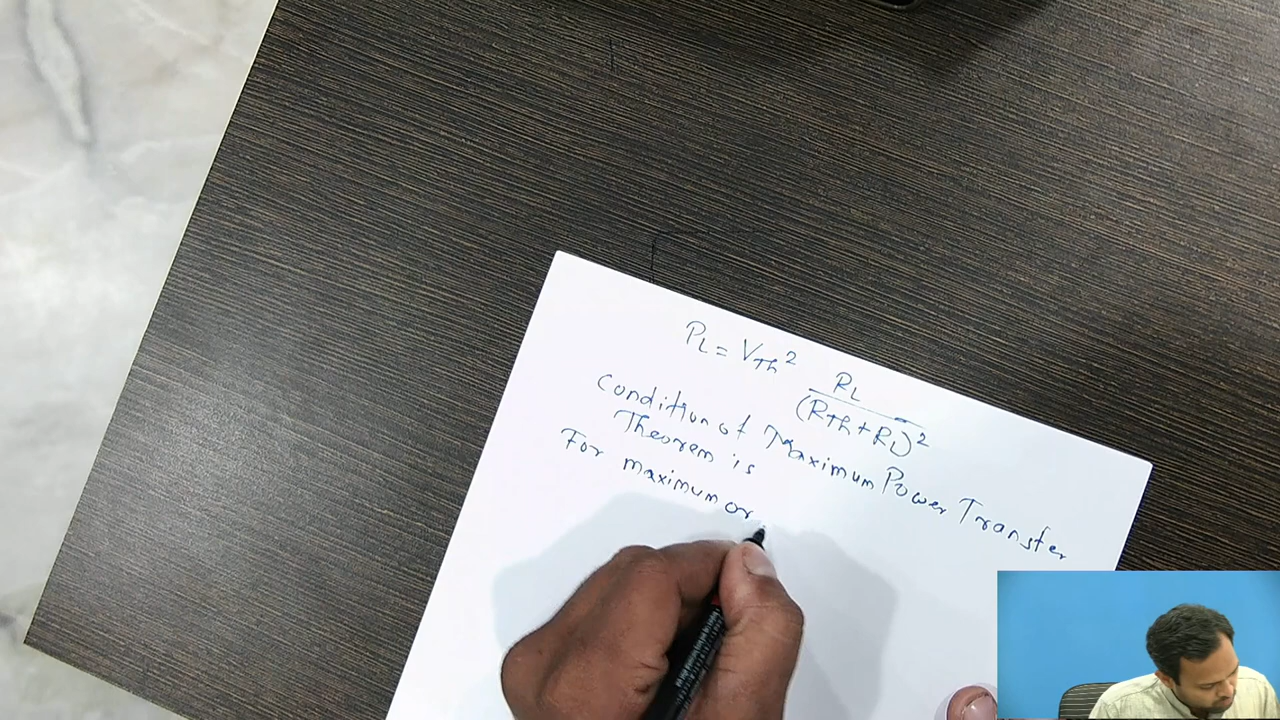 PL = VTh² RL / (RTh + RL)²
Condition of Maximum Power Transfer
Theorem is
For maximum or